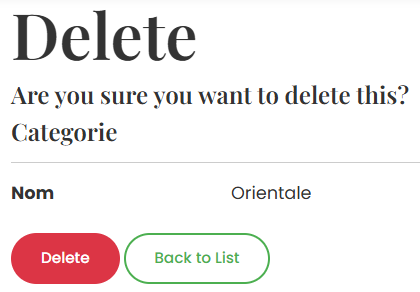 Delete
Are you sure you want to delete this?
Categorie
Nom Orientale
Delete Back to List